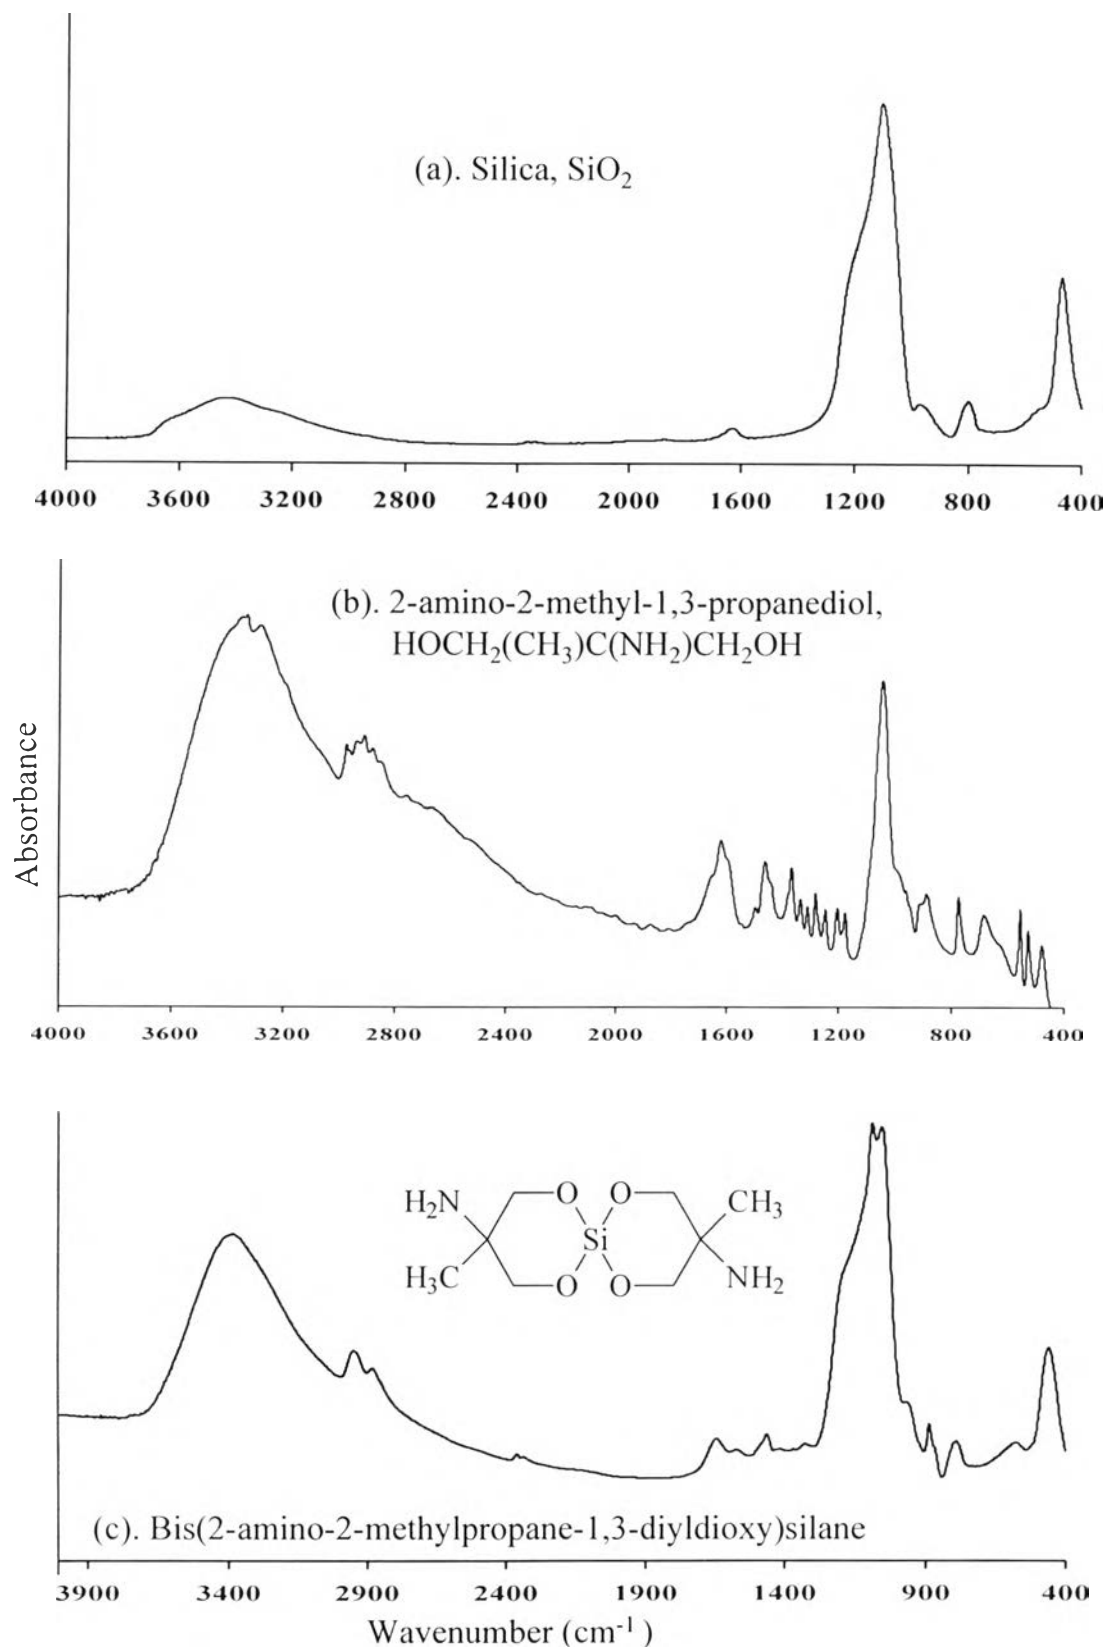 (a). Silica, SiO₂
4000 3600 3200 2800 2400 2000 1600 1200 800 400
(b). 2-amino-2-methyl-1,3-propanediol,
HOCH₂(CH₃)C(NH₂)CH₂OH
Absorbance
4000 3600 3200 2800 2400 2000 1600 1200 800 400
H₂N O O CH₃
Si
H₃C O O NH₂
(c). Bis(2-amino-2-methylpropane-1,3-diyldioxy)silane
3900 3400 2900 2400 1900 1400 900 400
Wavenumber (cm⁻¹ )